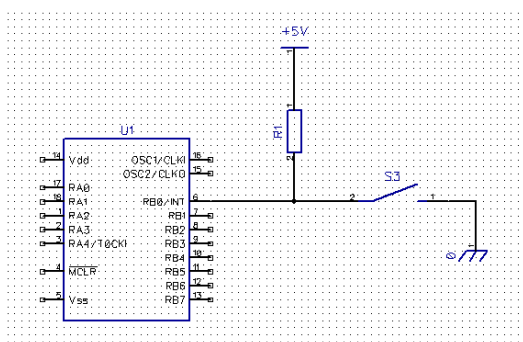 +5V
1
U1
1
R1
2
14 Vdd OSC1/CLKI 16
OSC2/CLKO 15
17 RA0
18 RA1 RB0/INT 6
1 RA2 RB1 7
2 RA3 RB2 8
3 RA4/T0CKI RB3 9
RB4 10
4 MCLR RB5 11
RB6 12
5 Vss RB7 13
S3
2 1
1
0